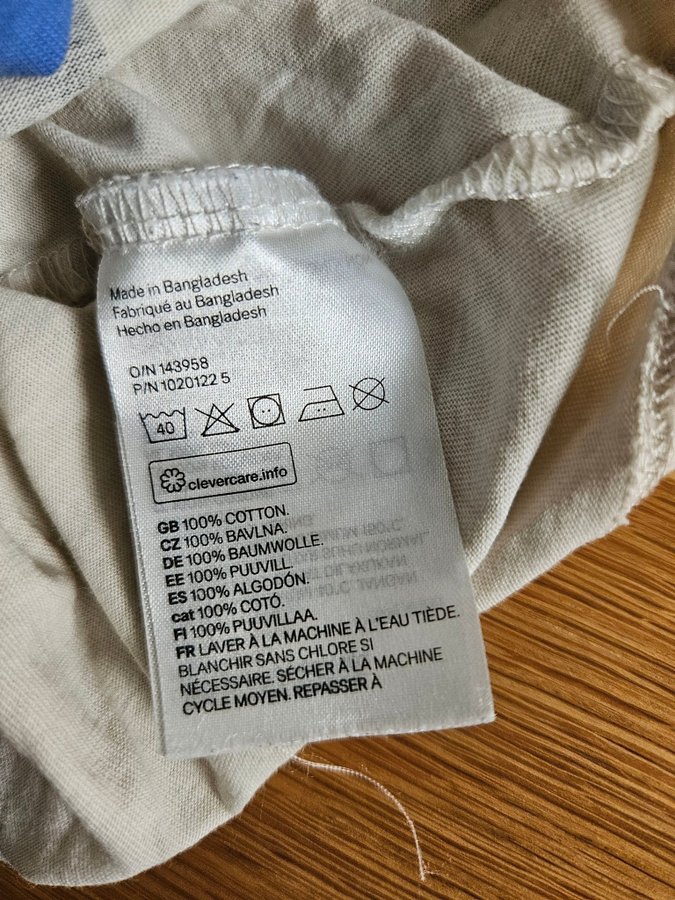 Made in Bangladesh
Fabriqué au Bangladesh
Hecho en Bangladesh
O/N 143958
P/N 1020122 5
40
clevercare.info
GB 100% COTTON.
CZ 100% BAVLNA.
DE 100% BAUMWOLLE.
EE 100% PUUVILL.
ES 100% ALGODÓN.
cat 100% COTÓ.
FI 100% PUUVILLAA.
FR LAVER À LA MACHINE À L'EAU TIÈDE.
BLANCHIR SANS CHLORE SI
NÉCESSAIRE. SÉCHER À LA MACHINE
CYCLE MOYEN. REPASSER À